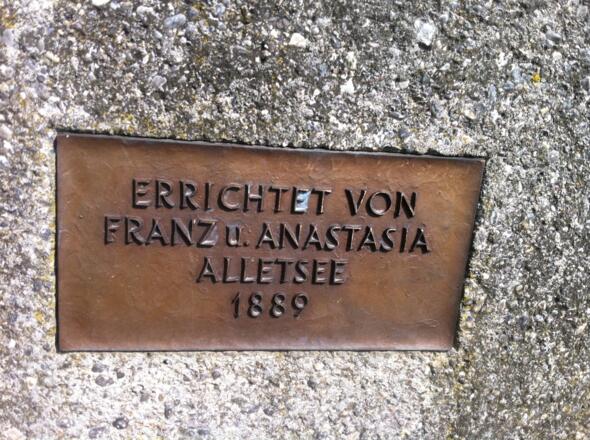 ERRICHTET VON
FRANZ u. ANASTASIA
ALLETSEE
1889